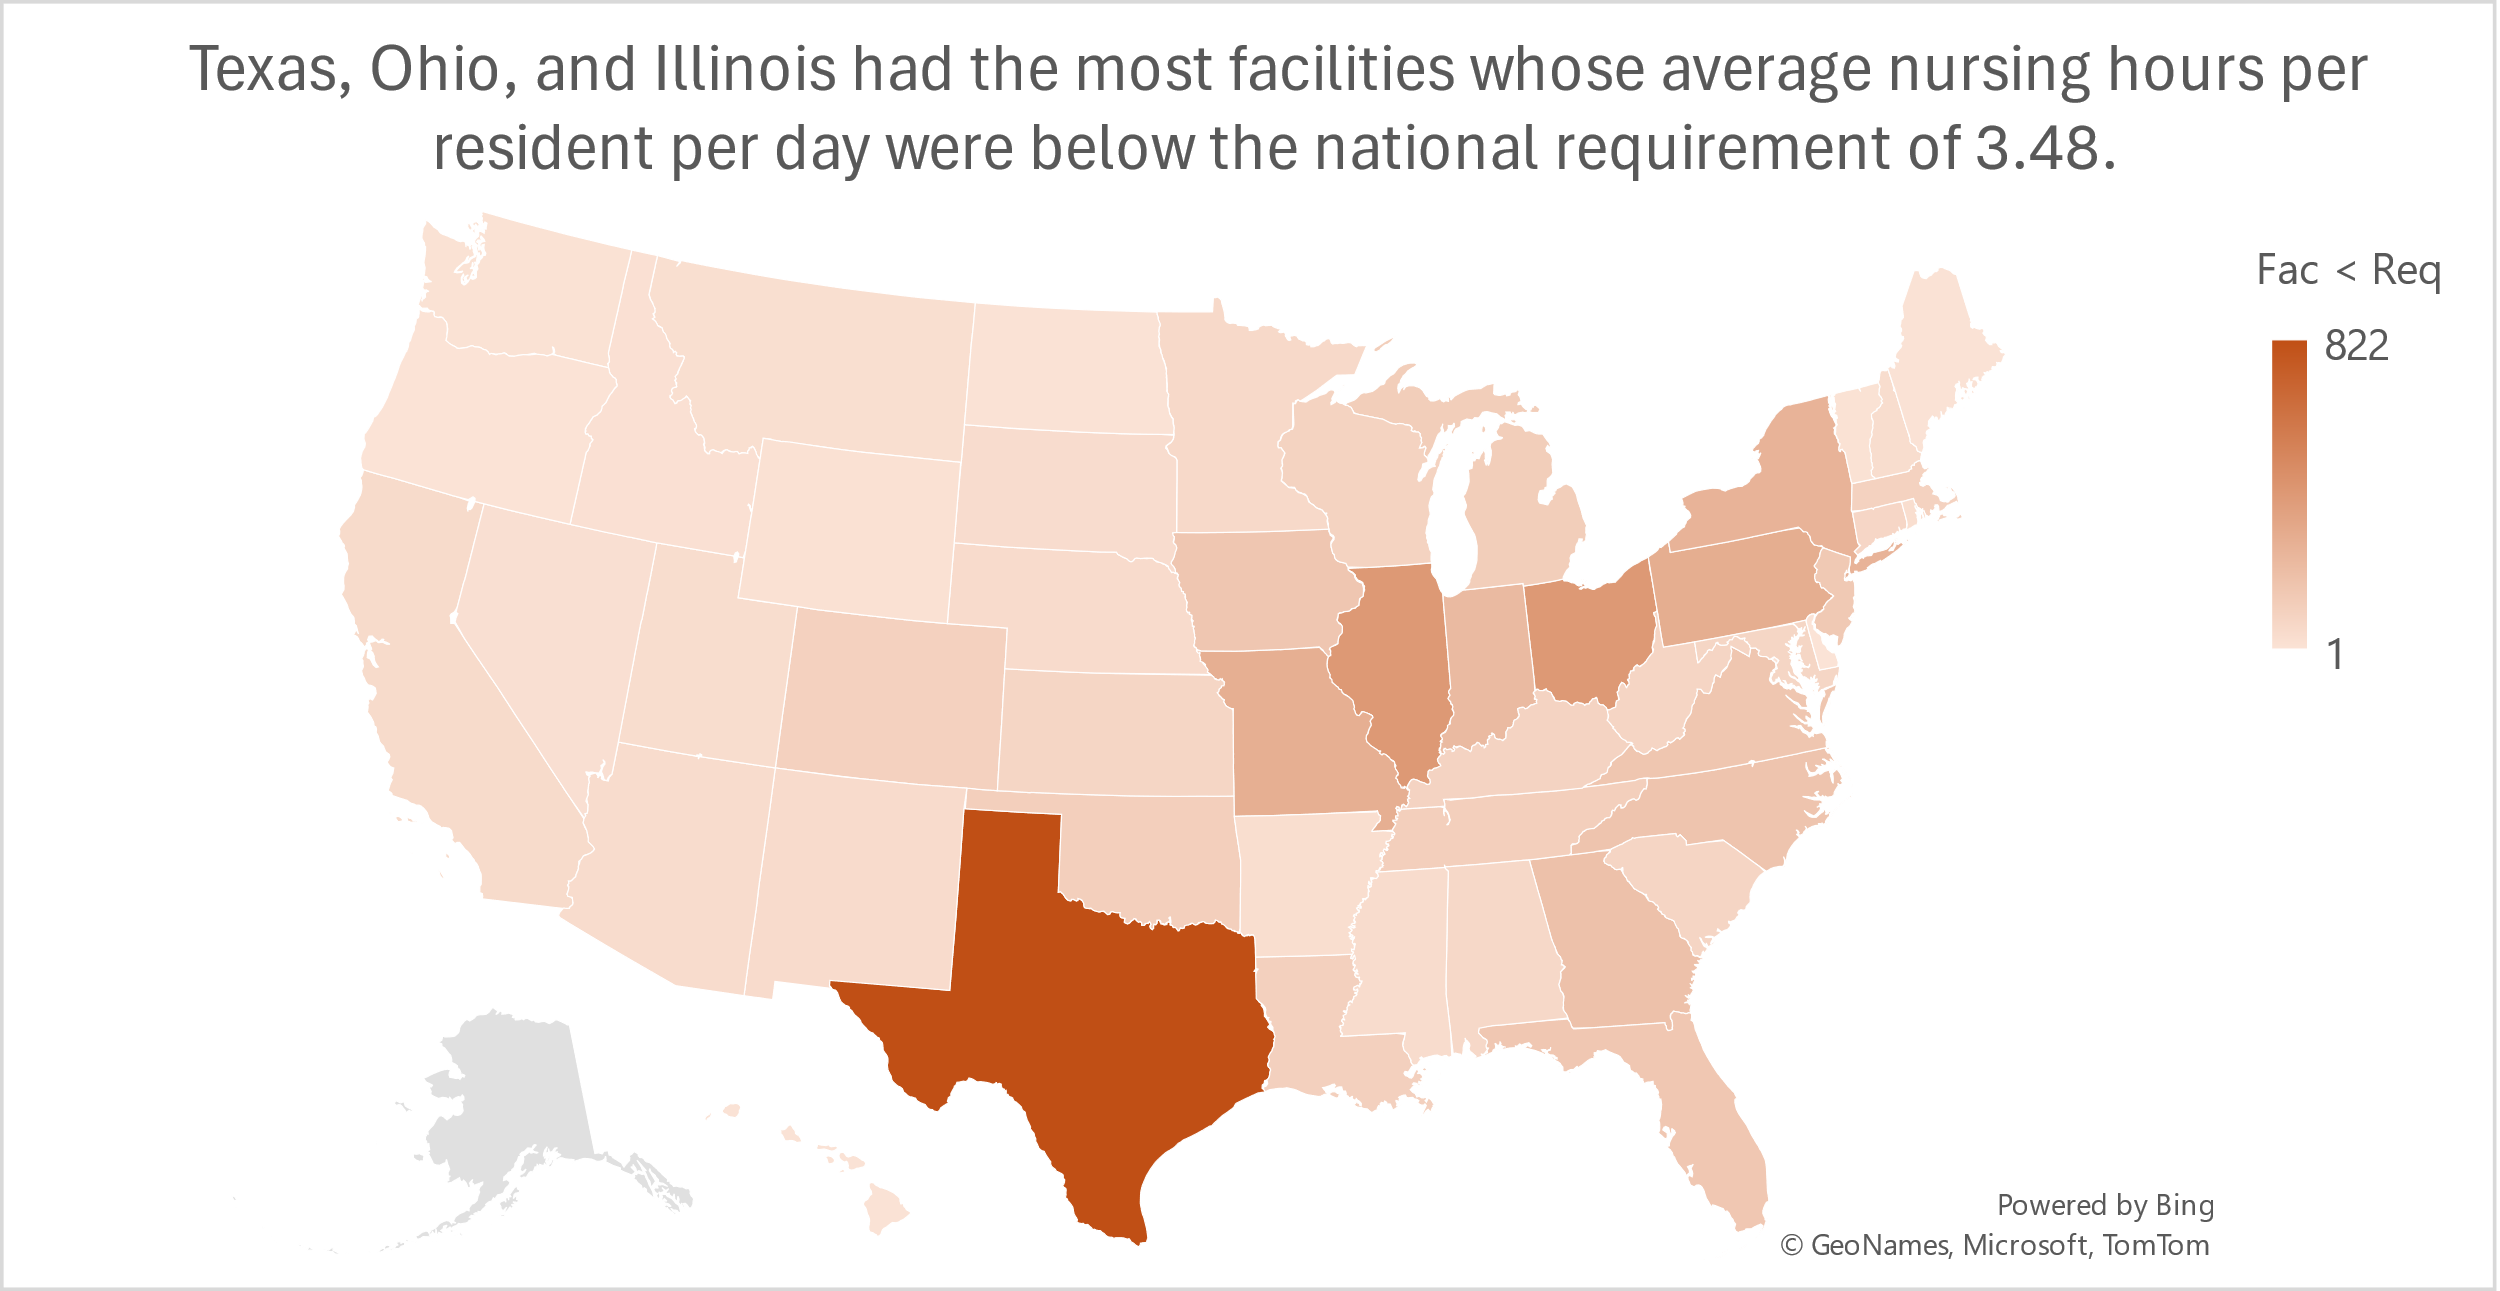 Texas, Ohio, and Illinois had the most facilities whose average nursing hours per
resident per day were below the national requirement of 3.48.
Fac < Req
822
1
Powered by Bing
© GeoNames, Microsoft, TomTom